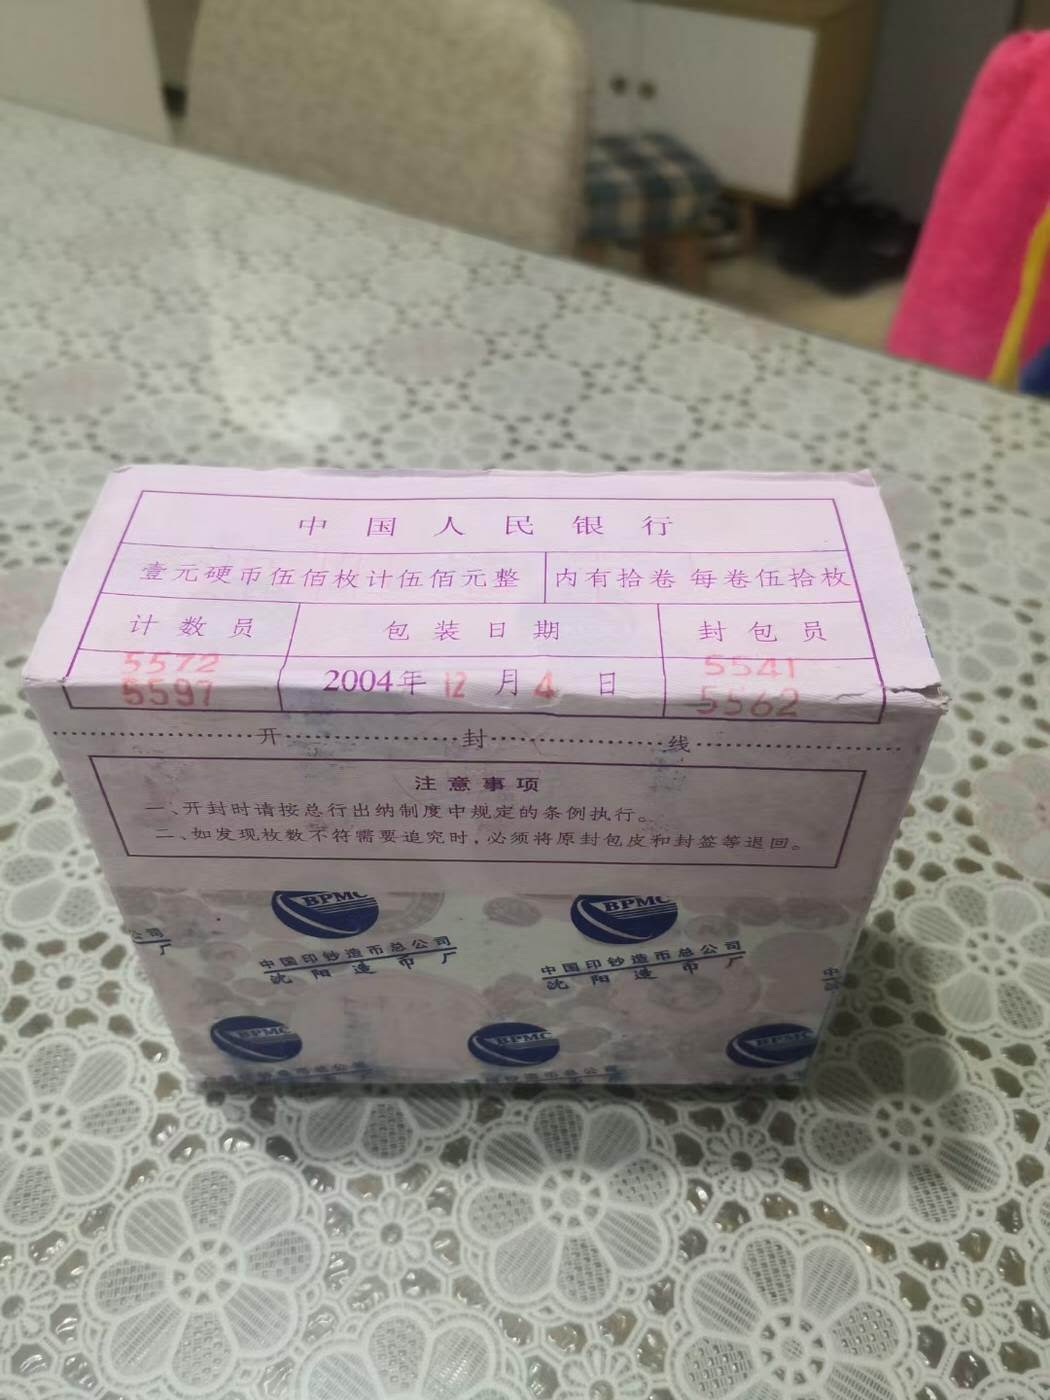 中国人民银行
壹元硬币伍佰枚计伍佰元整 内有拾卷 每卷伍拾枚
计数员 包装日期 封包员
5572 5541
5597 2004年12月4日 5562
开封线
注意事项
一、开封时请按总行出纳制度中规定的条例执行。
二、如发现枚数不符需要追究时,必须将原封包皮和封签等退回。
BPMC BPMC
公司 中国印钞造币总公司 中国印钞造币总公司 中
厂 沈阳造币厂 沈阳造币厂
BPMC BPMC BPMC